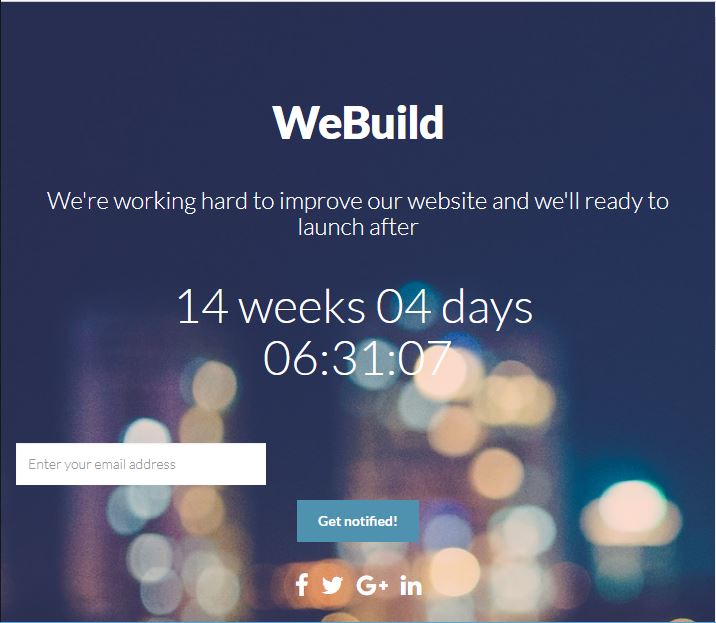 WeBuild
We're working hard to improve our website and we'll ready to
launch after
14 weeks 04 days
06:31:07
Enter your email address
Get notified!
f
G+
in